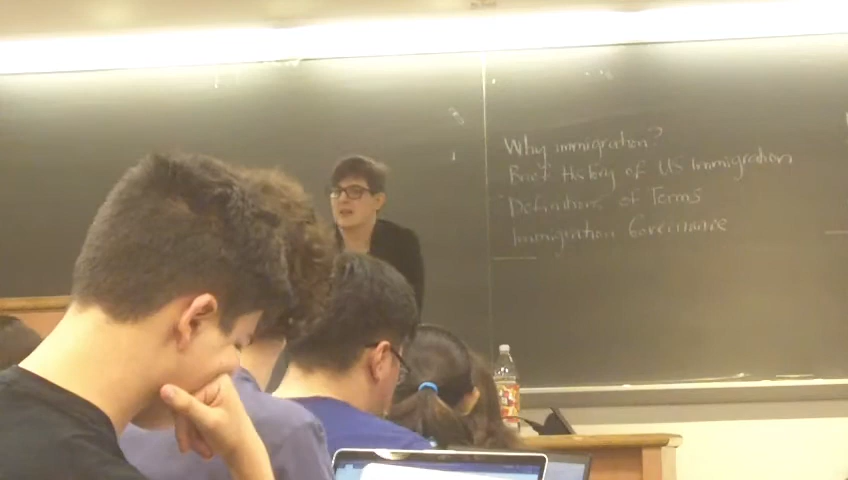 Why immigration?
Brief History of US Immigration
Definitions of Terms
Immigration Governance